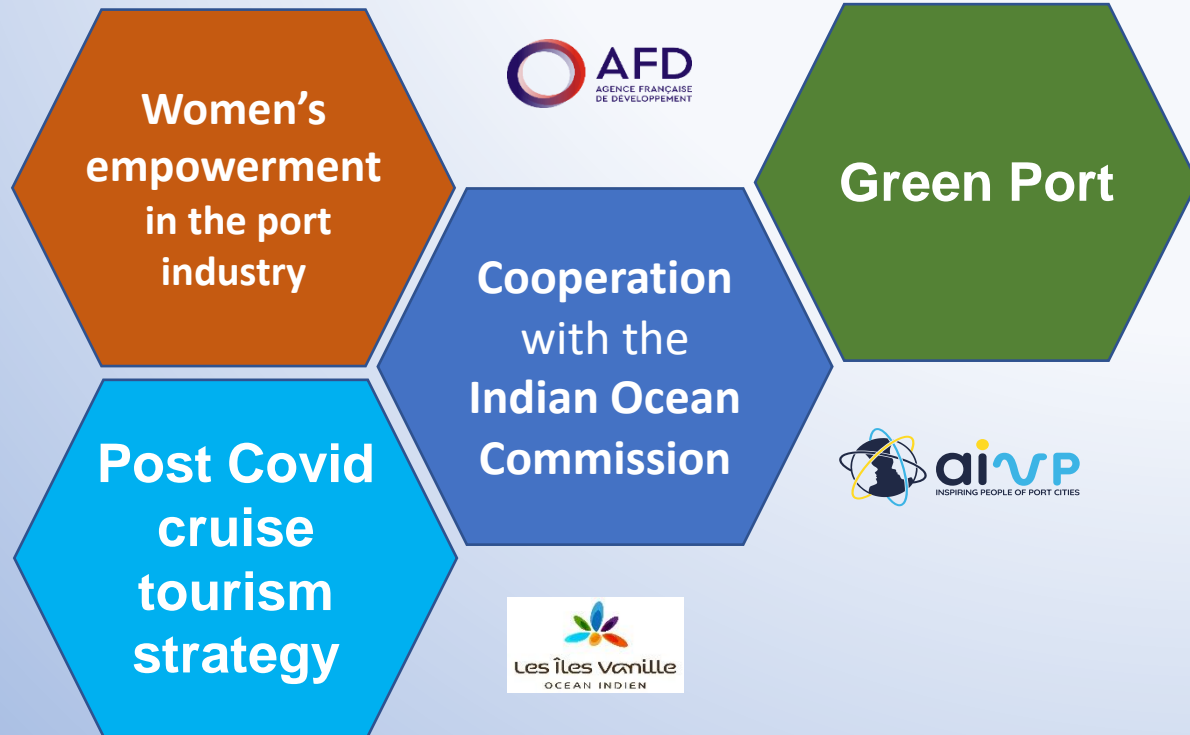 Women's
empowerment
in the port
industry
AFD
AGENCE FRANÇAISE
DE DÉVELOPPEMENT
Green Port
Cooperation
with the
Indian Ocean
Commission
Post Covid
cruise
tourism
strategy
aivp
INSPIRING PEOPLE OF PORT CITIES
Les îles Vanille
OCEAN INDIEN